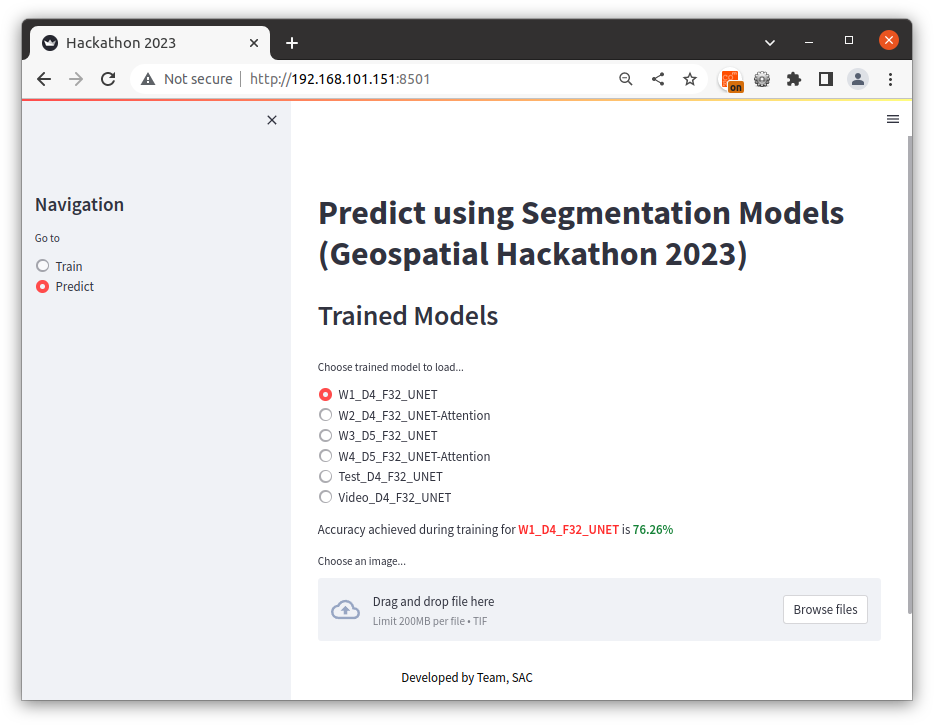 Hackathon 2023
Not secure
http://192.168.101.151:8501
on
Navigation
Go to
Train
Predict
Predict using Segmentation Models
(Geospatial Hackathon 2023)
Trained Models
Choose trained model to load...
W1_D4_F32_UNET
W2_D4_F32_UNET-Attention
W3_D5_F32_UNET
W4_D5_F32_UNET-Attention
Test_D4_F32_UNET
Video_D4_F32_UNET
Accuracy achieved during training for W1_D4_F32_UNET is 76.26%
Choose an image...
Drag and drop file here
Limit 200MB per file • TIF
Browse files
Developed by Team, SAC